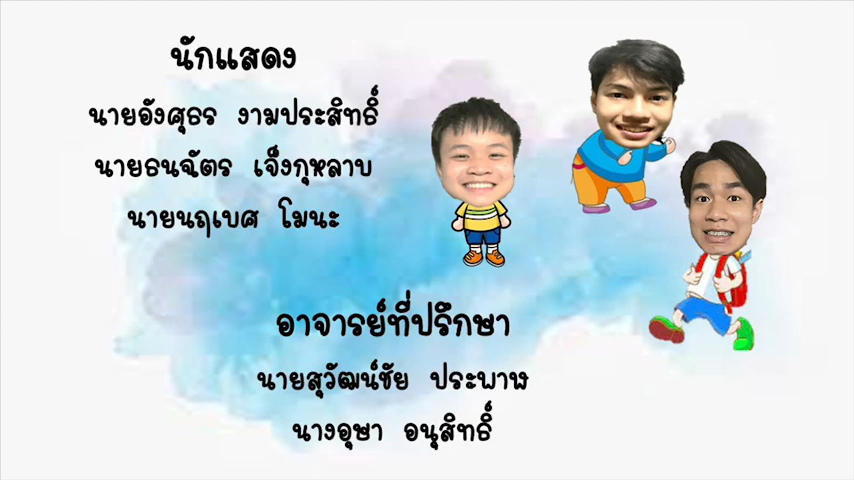 นักแสดง
นายอังศุธร งามประสิทธิ์
นายธนฉัตร เจ็งกุหลาบ
นายนฤเบศ โมนะ
อาจารย์ที่ปรึกษา
นายสุวัฒน์ชัย ประพาฬ
นางอุษา อนุสิทธิ์